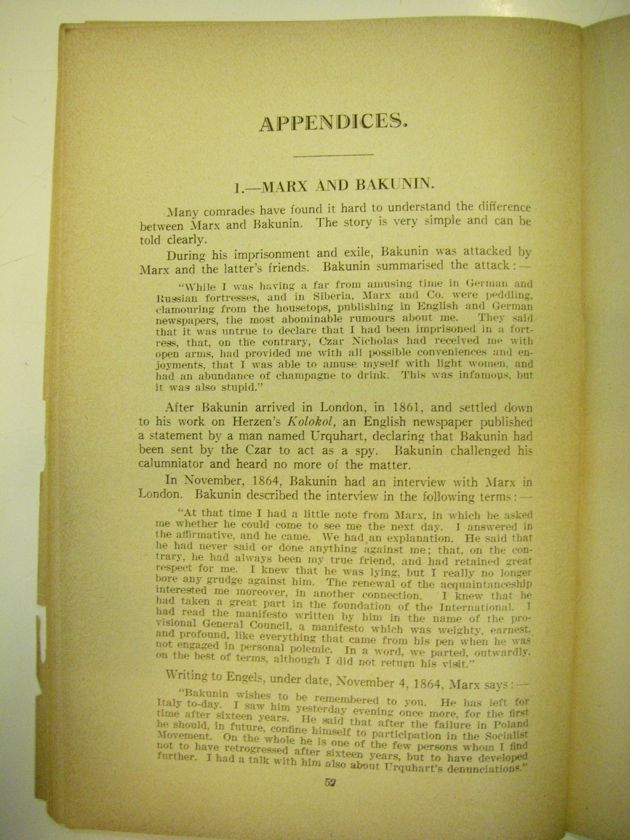 APPENDICES.
1.—MARX AND BAKUNIN.
Many comrades have found it hard to understand the difference
between Marx and Bakunin. The story is very simple and can be
told clearly.
During his imprisonment and exile, Bakunin was attacked by
Marx and the latter's friends. Bakunin summarised the attack:—
"While I was having a far from amusing time in German and
Russian fortresses, and in Siberia, Marx and Co. were peddling,
clamouring from the housetops, publishing in English and German
newspapers, the most abominable rumours about me. They said
that it was untrue to declare that I had been imprisoned in a fort-
ress, that, on the contrary, Czar Nicholas had received me with
open arms, had provided me with all possible conveniences and en-
joyments, that I was able to amuse myself with light women, and
had an abundance of champagne to drink. This was infamous, but
it was also stupid."
After Bakunin arrived in London, in 1861, and settled down
to his work on Herzen's Kolokol, an English newspaper published
a statement by a man named Urquhart, declaring that Bakunin had
been sent by the Czar to act as a spy. Bakunin challenged his
calumniator and heard no more of the matter.
In November, 1864, Bakunin had an interview with Marx in
London. Bakunin described the interview in the following terms:—
"At that time I had a little note from Marx, in which he asked
me whether he could come to see me the next day. I answered in
the affirmative, and he came. We had an explanation. He said that
he had never said or done anything against me; that, on the con-
trary, he had always been my true friend, and had retained great
respect for me. I knew that he was lying, but I really no longer
bore any grudge against him. The renewal of the acquaintanceship
interested me moreover, in another connection. I knew that he
had taken a great part in the foundation of the International. I
had read the manifesto written by him in the name of the pro-
visional General Council, a manifesto which was weighty, earnest,
and profound, like everything that came from his pen when he was
not engaged in personal polemic. In a word, we parted, outwardly,
on the best of terms, although I did not return his visit."
Writing to Engels, under date, November 4, 1864, Marx says:—
"Bakunin wishes to be remembered to you. He has left for
Italy to-day. I saw him yesterday evening once more, for the first
time after sixteen years. He said that after the failure in Poland
he should, in future, confine himself to participation in the Socialist
Movement. On the whole he is one of the few persons whom I find
not to have retrogressed after sixteen years, but to have developed
further. I had a talk with him also about Urquhart's denunciations."
52